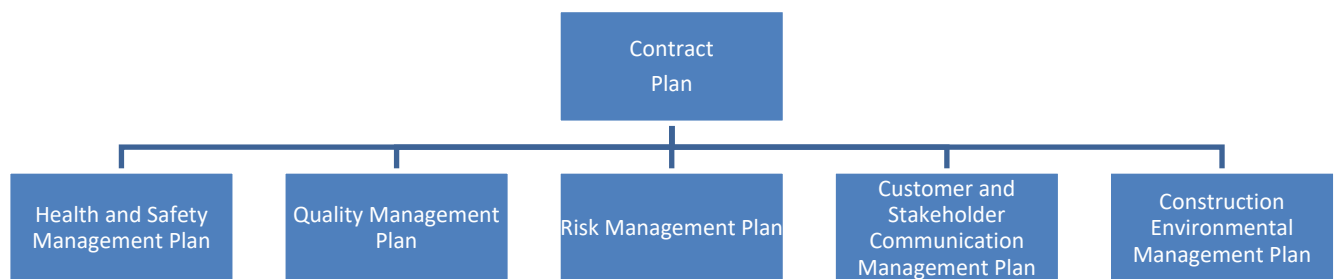 Contract
Plan
Health and Safety
Management Plan
Quality Management
Plan
Risk Management Plan
Customer and
Stakeholder
Communication
Management Plan
Construction
Environmental
Management Plan